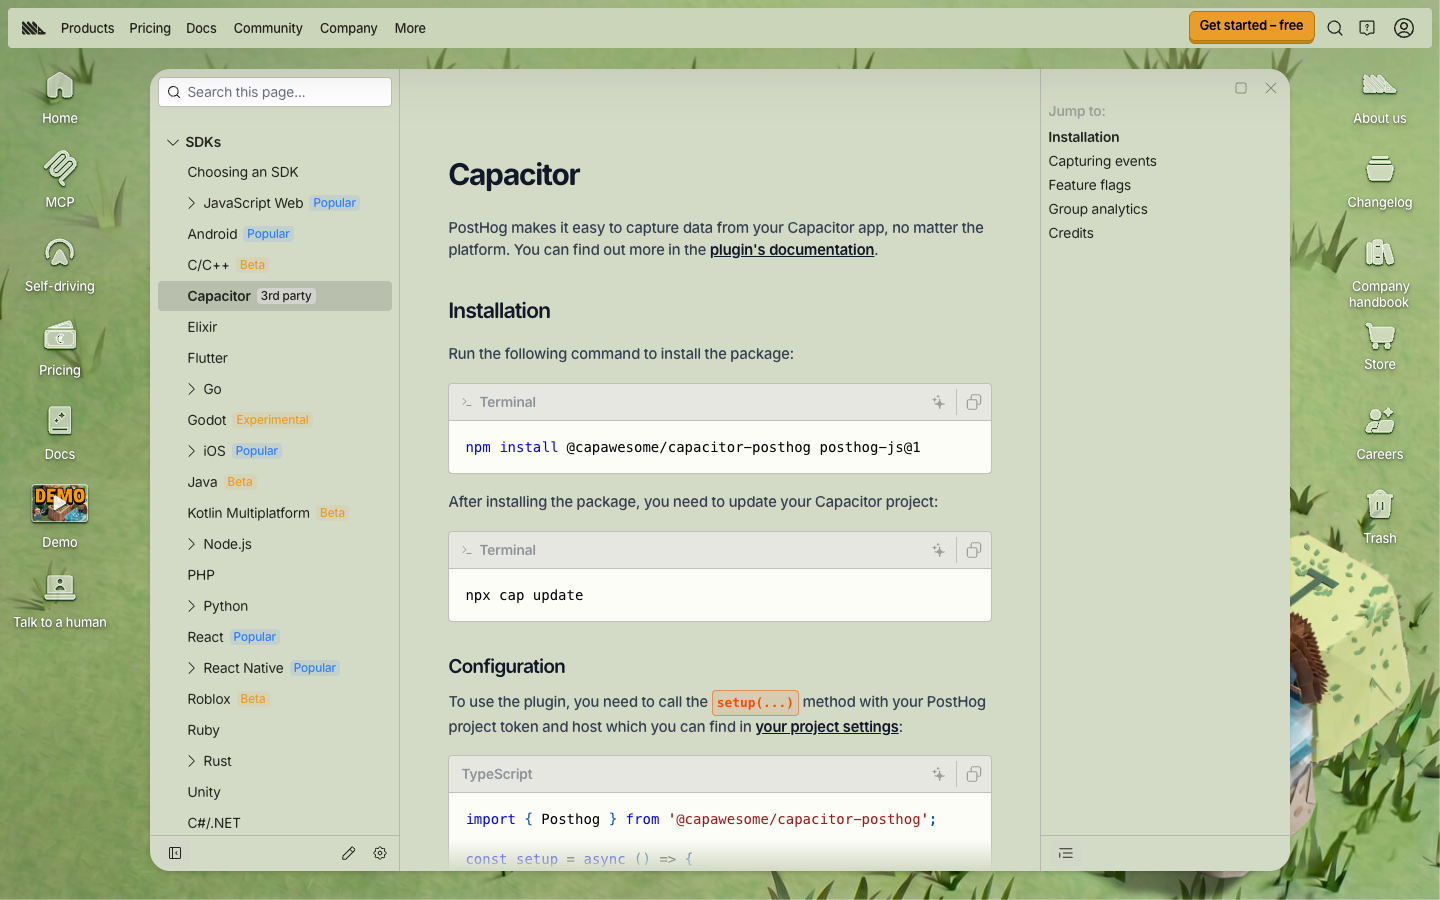 Products Pricing Docs Community Company More
Get started – free
Home
MCP
Self-driving
Pricing
Docs
DEMO
Demo
Talk to a human
Search this page...
SDKs
Choosing an SDK
JavaScript Web Popular
Android Popular
C/C++ Beta
Capacitor 3rd party
Elixir
Flutter
Go
Godot Experimental
iOS Popular
Java Beta
Kotlin Multiplatform Beta
Node.js
PHP
Python
React Popular
React Native Popular
Roblox Beta
Ruby
Rust
Unity
C#/.NET
Capacitor
PostHog makes it easy to capture data from your Capacitor app, no matter the
platform. You can find out more in the plugin's documentation.
Installation
Run the following command to install the package:
Terminal
npm install @capawesome/capacitor-posthog posthog-js@1
After installing the package, you need to update your Capacitor project:
Terminal
npx cap update
Configuration
To use the plugin, you need to call the setup(...) method with your PostHog
project token and host which you can find in your project settings:
TypeScript
import { Posthog } from '@capawesome/capacitor-posthog';
const setup = async () => {
Jump to:
Installation
Capturing events
Feature flags
Group analytics
Credits
About us
Changelog
Company
handbook
Store
Careers
Trash